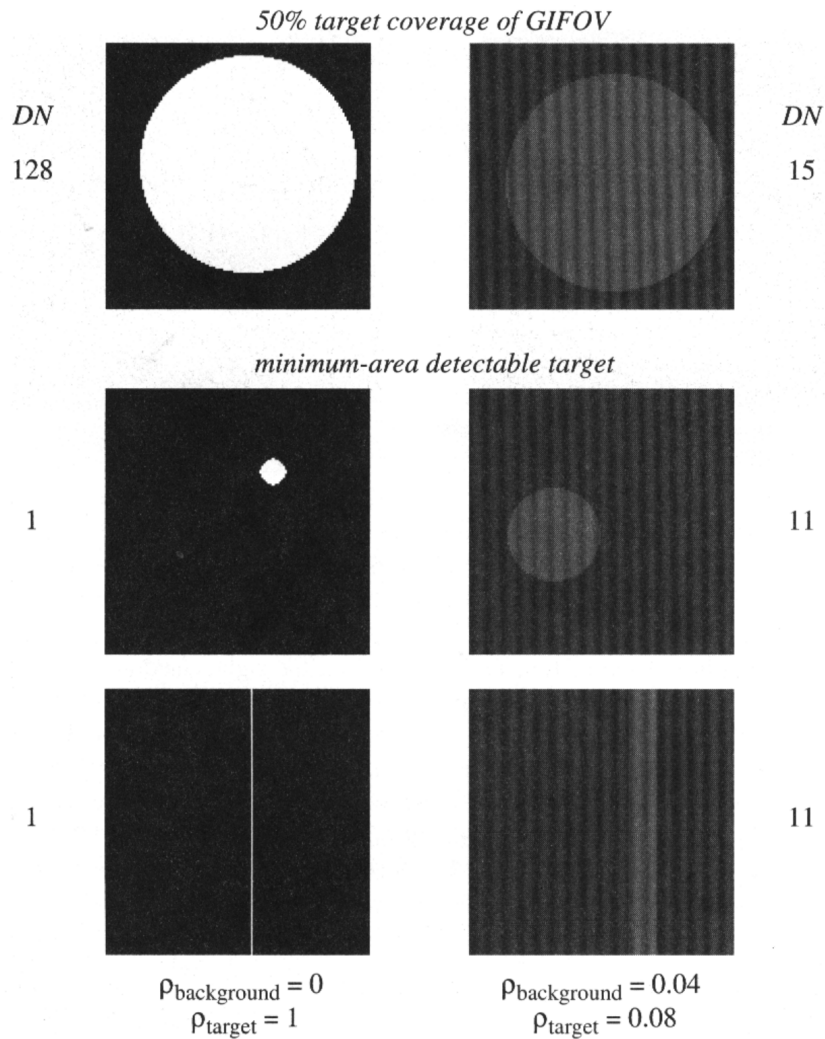 50% target coverage of GIFOV
DN
DN
128
15
minimum-area detectable target
1
11
1
11
ρbackground = 0
ρbackground = 0.04
ρtarget = 1
ρtarget = 0.08